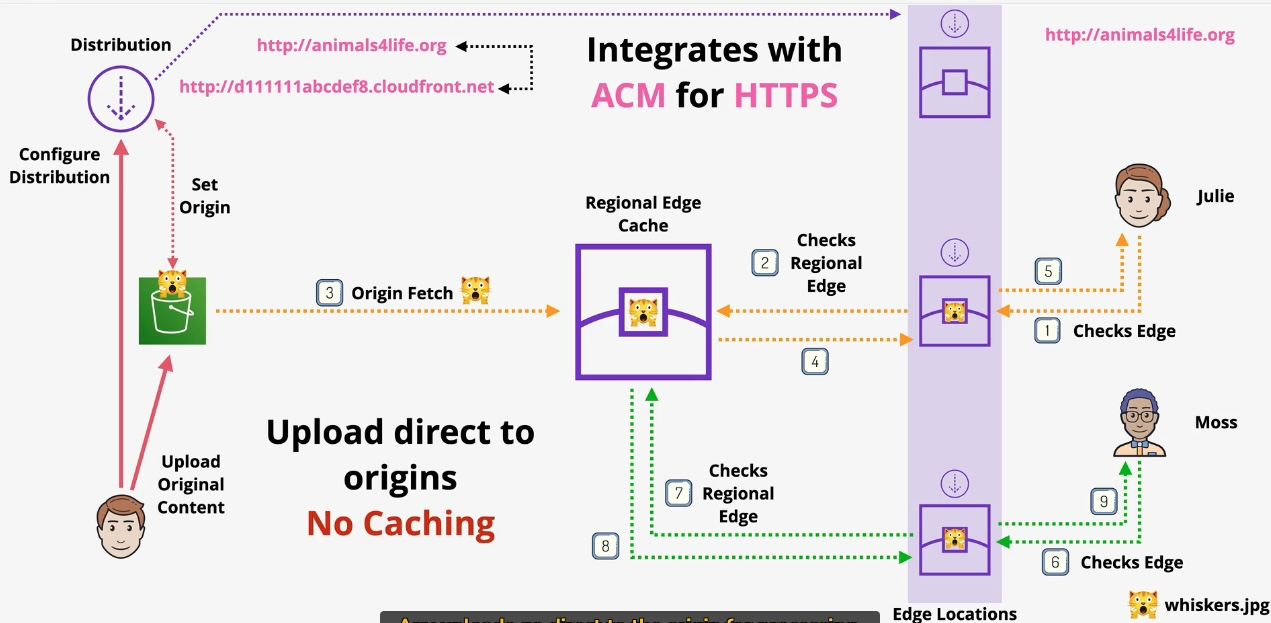 Distribution
http://animals4life.org
http://d111111abcdef8.cloudfront.net
Integrates with
ACM for HTTPS
http://animals4life.org
Configure
Distribution
Set
Origin
Regional Edge
Cache
Julie
2
Checks
Regional
Edge
5
3
Origin Fetch
1
Checks Edge
4
Upload direct to
origins
No Caching
Moss
Upload
Original
Content
7
Checks
Regional
Edge
9
8
6
Checks Edge
whiskers.jpg
Edge Locations